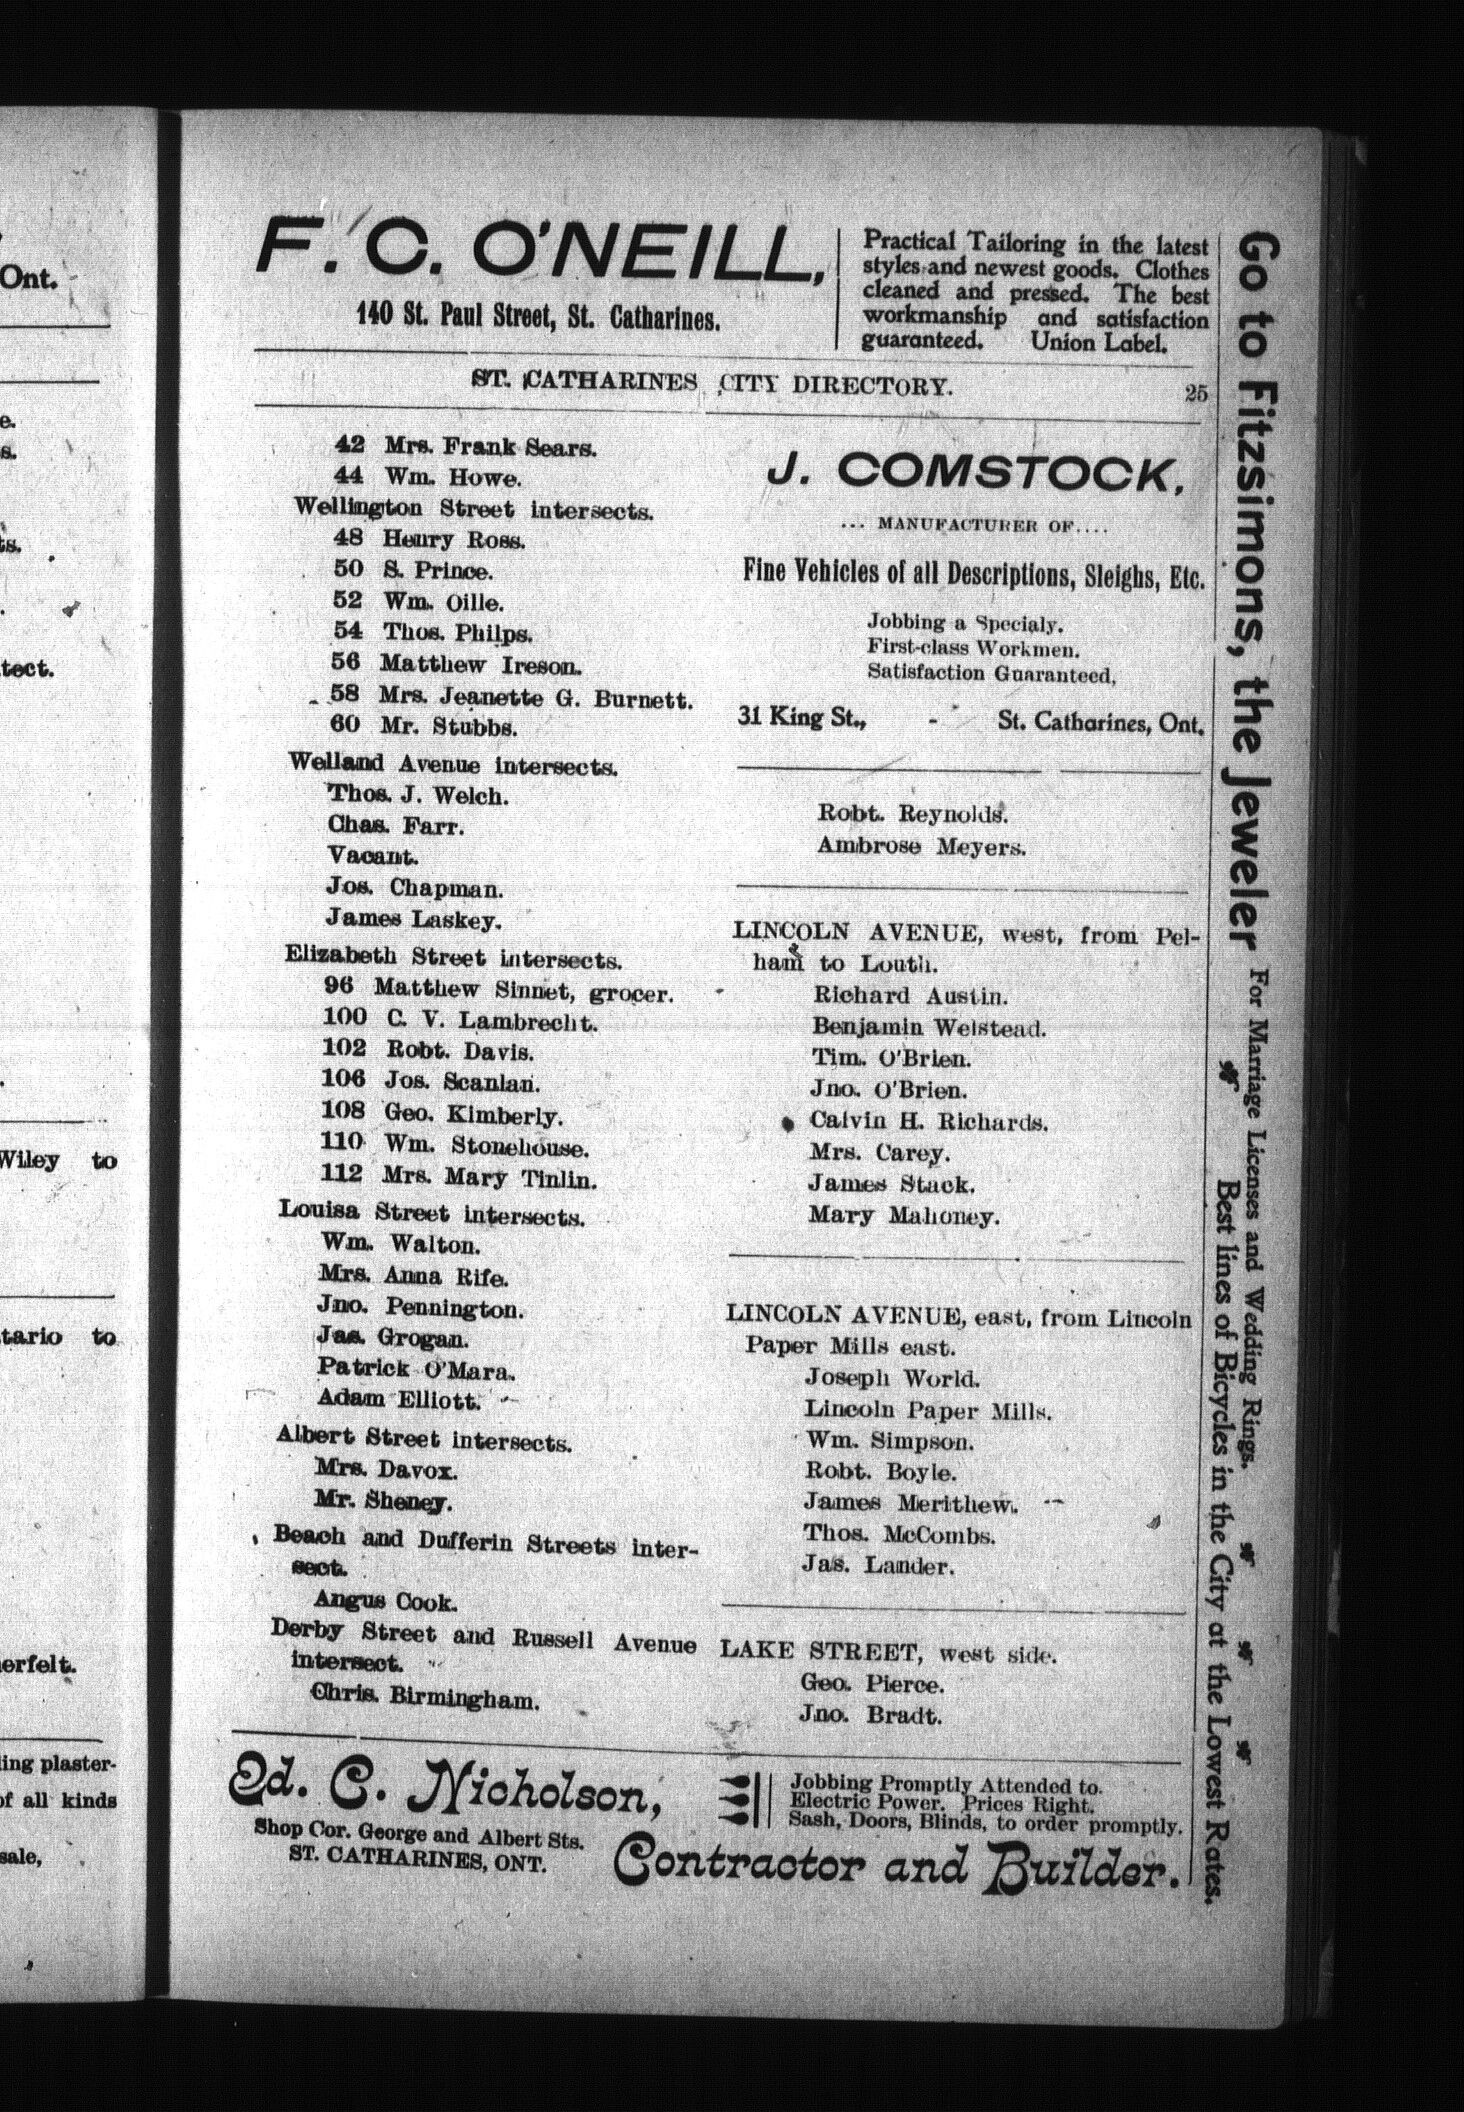 Ont.
e.
s.
ts.
tect.
Wiley to
tario to
erfelt.
ling plaster-
of all kinds
sale,
F. C. O'NEILL,
140 St. Paul Street, St. Catharines.
Practical Tailoring in the latest
styles and newest goods. Clothes
cleaned and pressed. The best
workmanship and satisfaction
guaranteed. Union Label.
ST. CATHARINES CITY DIRECTORY. 25
42 Mrs. Frank Sears.
44 Wm. Howe.
Wellington Street intersects.
48 Henry Ross.
50 S. Prince.
52 Wm. Oille.
54 Thos. Philps.
56 Matthew Ireson.
58 Mrs. Jeanette G. Burnett.
60 Mr. Stubbs.
Welland Avenue intersects.
Thos. J. Welch.
Chas. Farr.
Vacant.
Jos. Chapman.
James Laskey.
Elizabeth Street intersects.
96 Matthew Sinnet, grocer.
100 C. V. Lambrecht.
102 Robt. Davis.
106 Jos. Scanlan.
108 Geo. Kimberly.
110 Wm. Stonehouse.
112 Mrs. Mary Tinlin.
Louisa Street intersects.
Wm. Walton.
Mrs. Anna Rife.
Jno. Pennington.
Jas. Grogan.
Patrick O'Mara.
Adam Elliott.
Albert Street intersects.
Mrs. Davox.
Mr. Sheney.
Beach and Dufferin Streets inter-
sect.
Angus Cook.
Derby Street and Russell Avenue
intersect.
Chris. Birmingham.
J. COMSTOCK,
... MANUFACTURER OF....
Fine Vehicles of all Descriptions, Sleighs, Etc.
Jobbing a Specialy.
First-class Workmen.
Satisfaction Guaranteed,
31 King St., - St. Catharines, Ont.
Robt. Reynolds.
Ambrose Meyers.
LINCOLN AVENUE, west, from Pel-
ham to Louth.
Richard Austin.
Benjamin Welstead.
Tim. O'Brien.
Jno. O'Brien.
Calvin H. Richards.
Mrs. Carey.
James Stack.
Mary Mahoney.
LINCOLN AVENUE, east, from Lincoln
Paper Mills east.
Joseph World.
Lincoln Paper Mills.
Wm. Simpson.
Robt. Boyle.
James Merithew.
Thos. McCombs.
Jas. Lander.
LAKE STREET, west side.
Geo. Pierce.
Jno. Bradt.
Ed. C. Nicholson,
Shop Cor. George and Albert Sts.
ST. CATHARINES, ONT.
Jobbing Promptly Attended to.
Electric Power. Prices Right.
Sash, Doors, Blinds, to order promptly.
Contractor and Builder.
Go to Fitzsimons, the Jeweler
For Marriage Licenses and Wedding Rings.
Best lines of Bicycles in the City at the Lowest Rates.